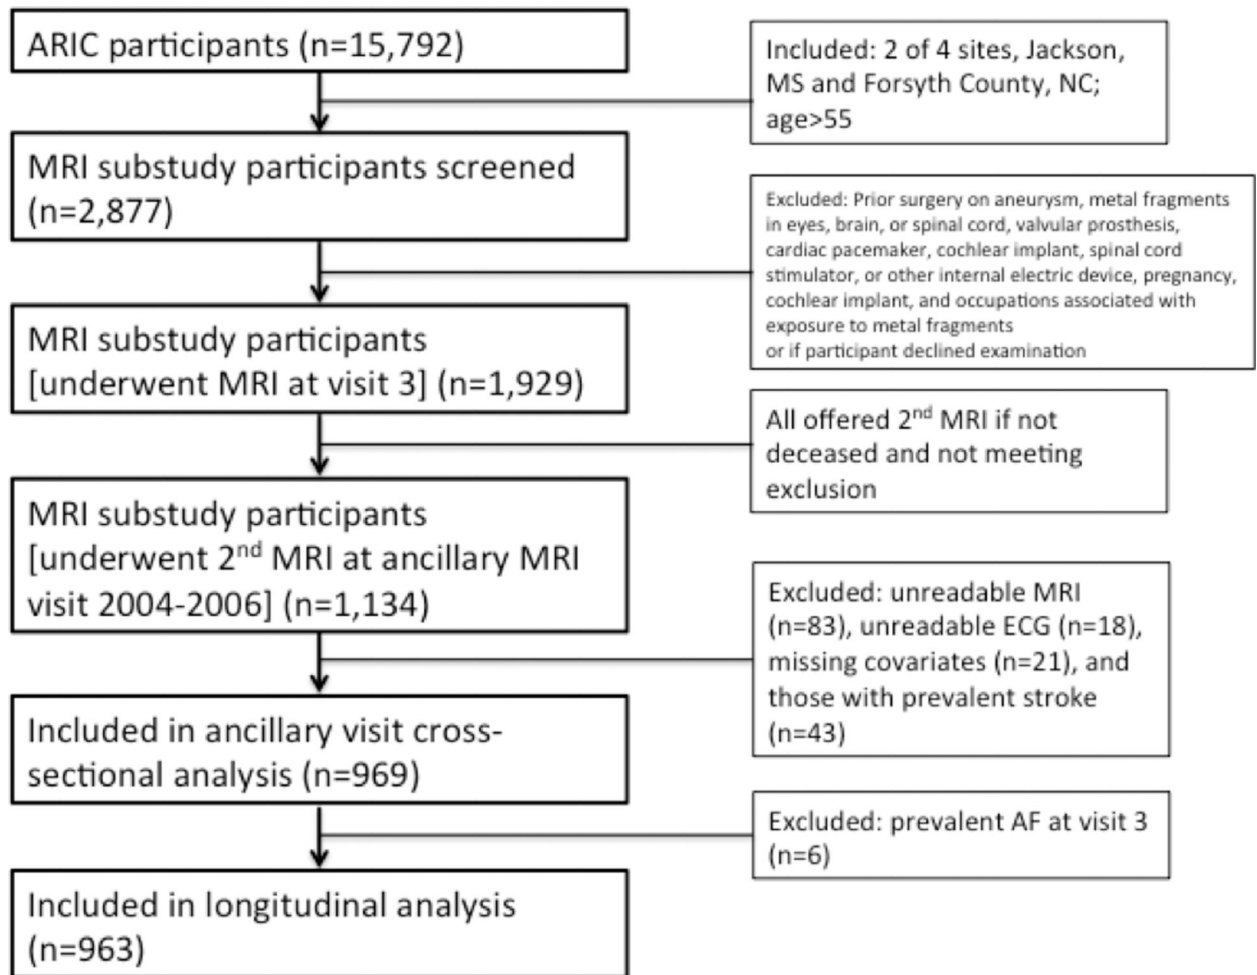 ARIC participants (n=15,792)
Included: 2 of 4 sites, Jackson,
MS and Forsyth County, NC;
age>55
MRI substudy participants screened
(n=2,877)
Excluded: Prior surgery on aneurysm, metal fragments
in eyes, brain, or spinal cord, valvular prosthesis,
cardiac pacemaker, cochlear implant, spinal cord
stimulator, or other internal electric device, pregnancy,
cochlear implant, and occupations associated with
exposure to metal fragments
or if participant declined examination
MRI substudy participants
[underwent MRI at visit 3] (n=1,929)
All offered 2nd MRI if not
deceased and not meeting
exclusion
MRI substudy participants
[underwent 2nd MRI at ancillary MRI
visit 2004-2006] (n=1,134)
Excluded: unreadable MRI
(n=83), unreadable ECG (n=18),
missing covariates (n=21), and
those with prevalent stroke
(n=43)
Included in ancillary visit cross-
sectional analysis (n=969)
Excluded: prevalent AF at visit 3
(n=6)
Included in longitudinal analysis
(n=963)